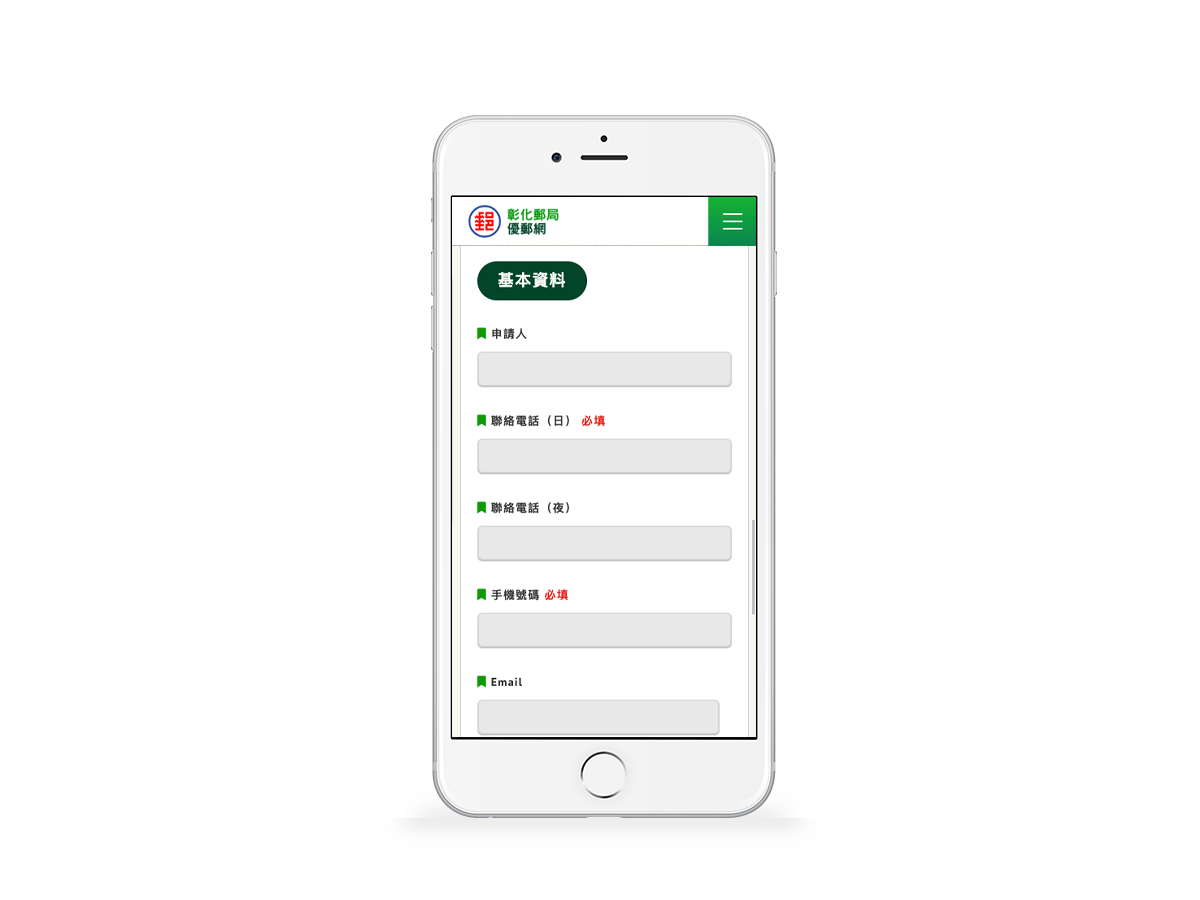 郵
彰化郵局
優郵網
基本資料
申請人
聯絡電話（日） 必填
聯絡電話（夜）
手機號碼 必填
Email